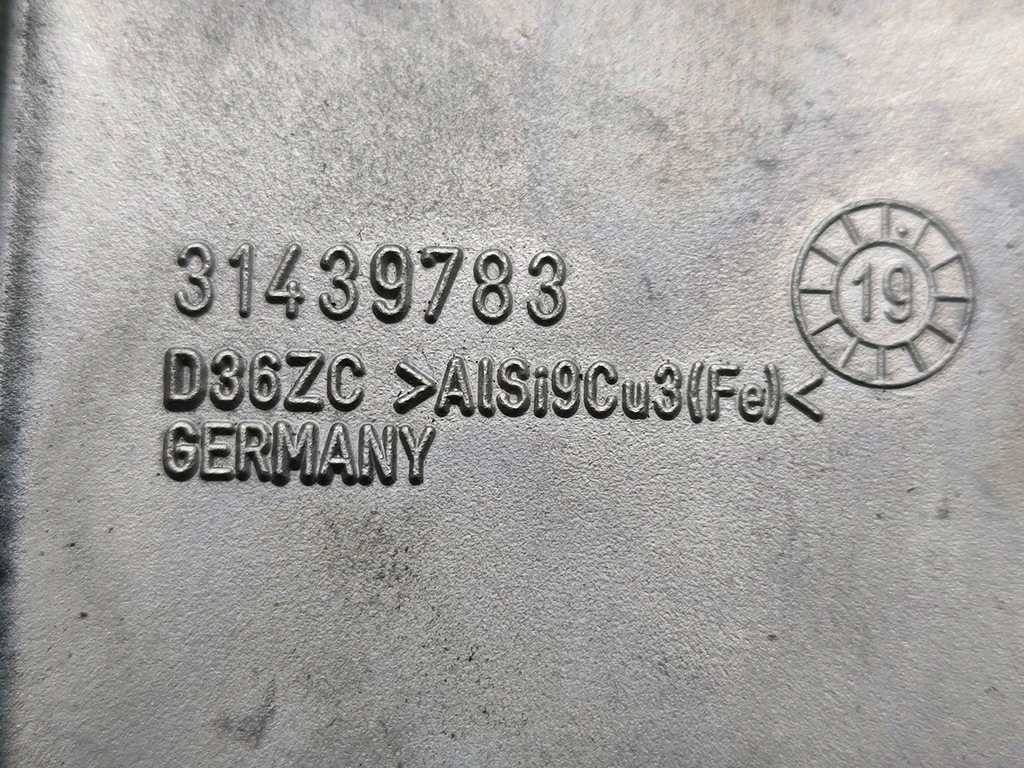 31439783
D36ZC >AlSi9Cu3(Fe)<
GERMANY
19